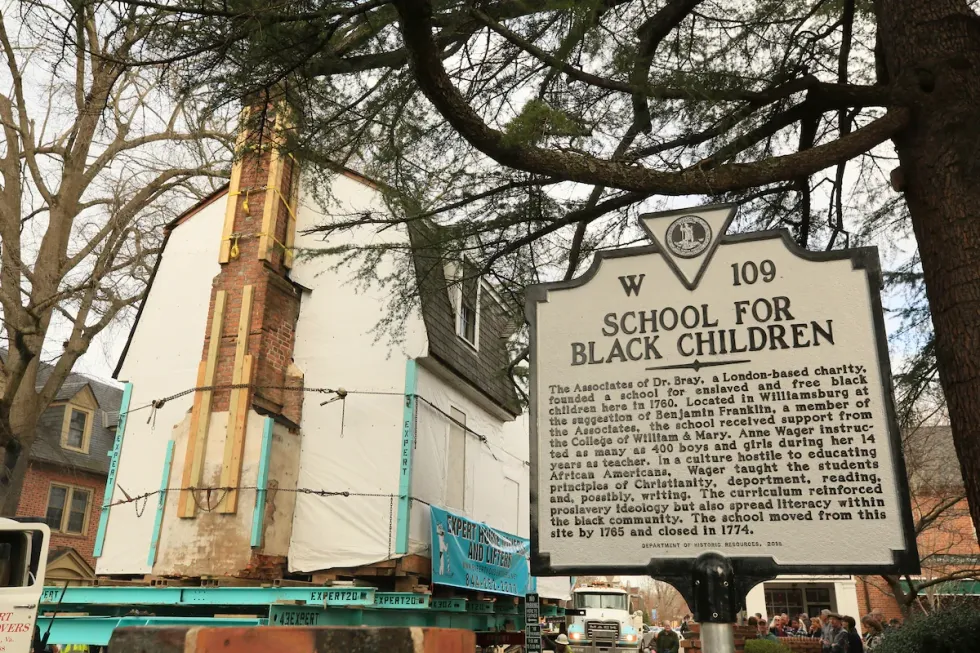 W 109
SCHOOL FOR
BLACK CHILDREN
The Associates of Dr. Bray, a London-based charity,
founded a school for enslaved and free black
children here in 1760. Located in Williamsburg at
the suggestion of Benjamin Franklin, a member of
the Associates, the school received support from
the College of William & Mary. Anne Wager instruc-
ted as many as 400 boys and girls during her 14
years as teacher. In a culture hostile to educating
African Americans, Wager taught the students
principles of Christianity, deportment, reading,
and, possibly, writing. The curriculum reinforced
proslavery ideology but also spread literacy within
the black community. The school moved from this
site by 1765 and closed in 1774.
DEPARTMENT OF HISTORIC RESOURCES,
EXPERT
EXPERT
EXPERT
AND LIFTERS
EXPERT20
EXPERT20
43EXPERT